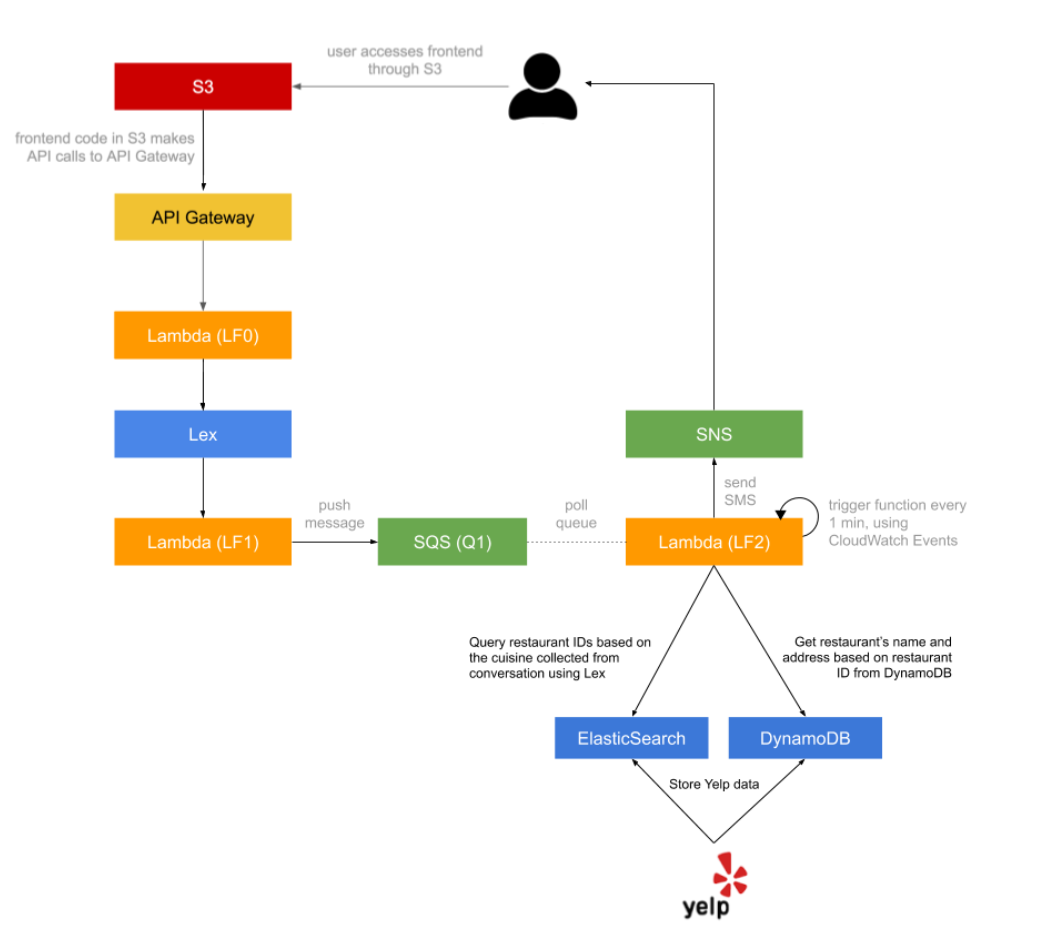 user accesses frontend
through S3
S3
frontend code in S3 makes
API calls to API Gateway
API Gateway
Lambda (LF0)
Lex
SNS
send
SMS
push
message
poll
queue
trigger function every
1 min, using
CloudWatch Events
Lambda (LF1)
SQS (Q1)
Lambda (LF2)
Query restaurant IDs based on
the cuisine collected from
conversation using Lex
Get restaurant's name and
address based on restaurant
ID from DynamoDB
ElasticSearch
DynamoDB
Store Yelp data
yelp